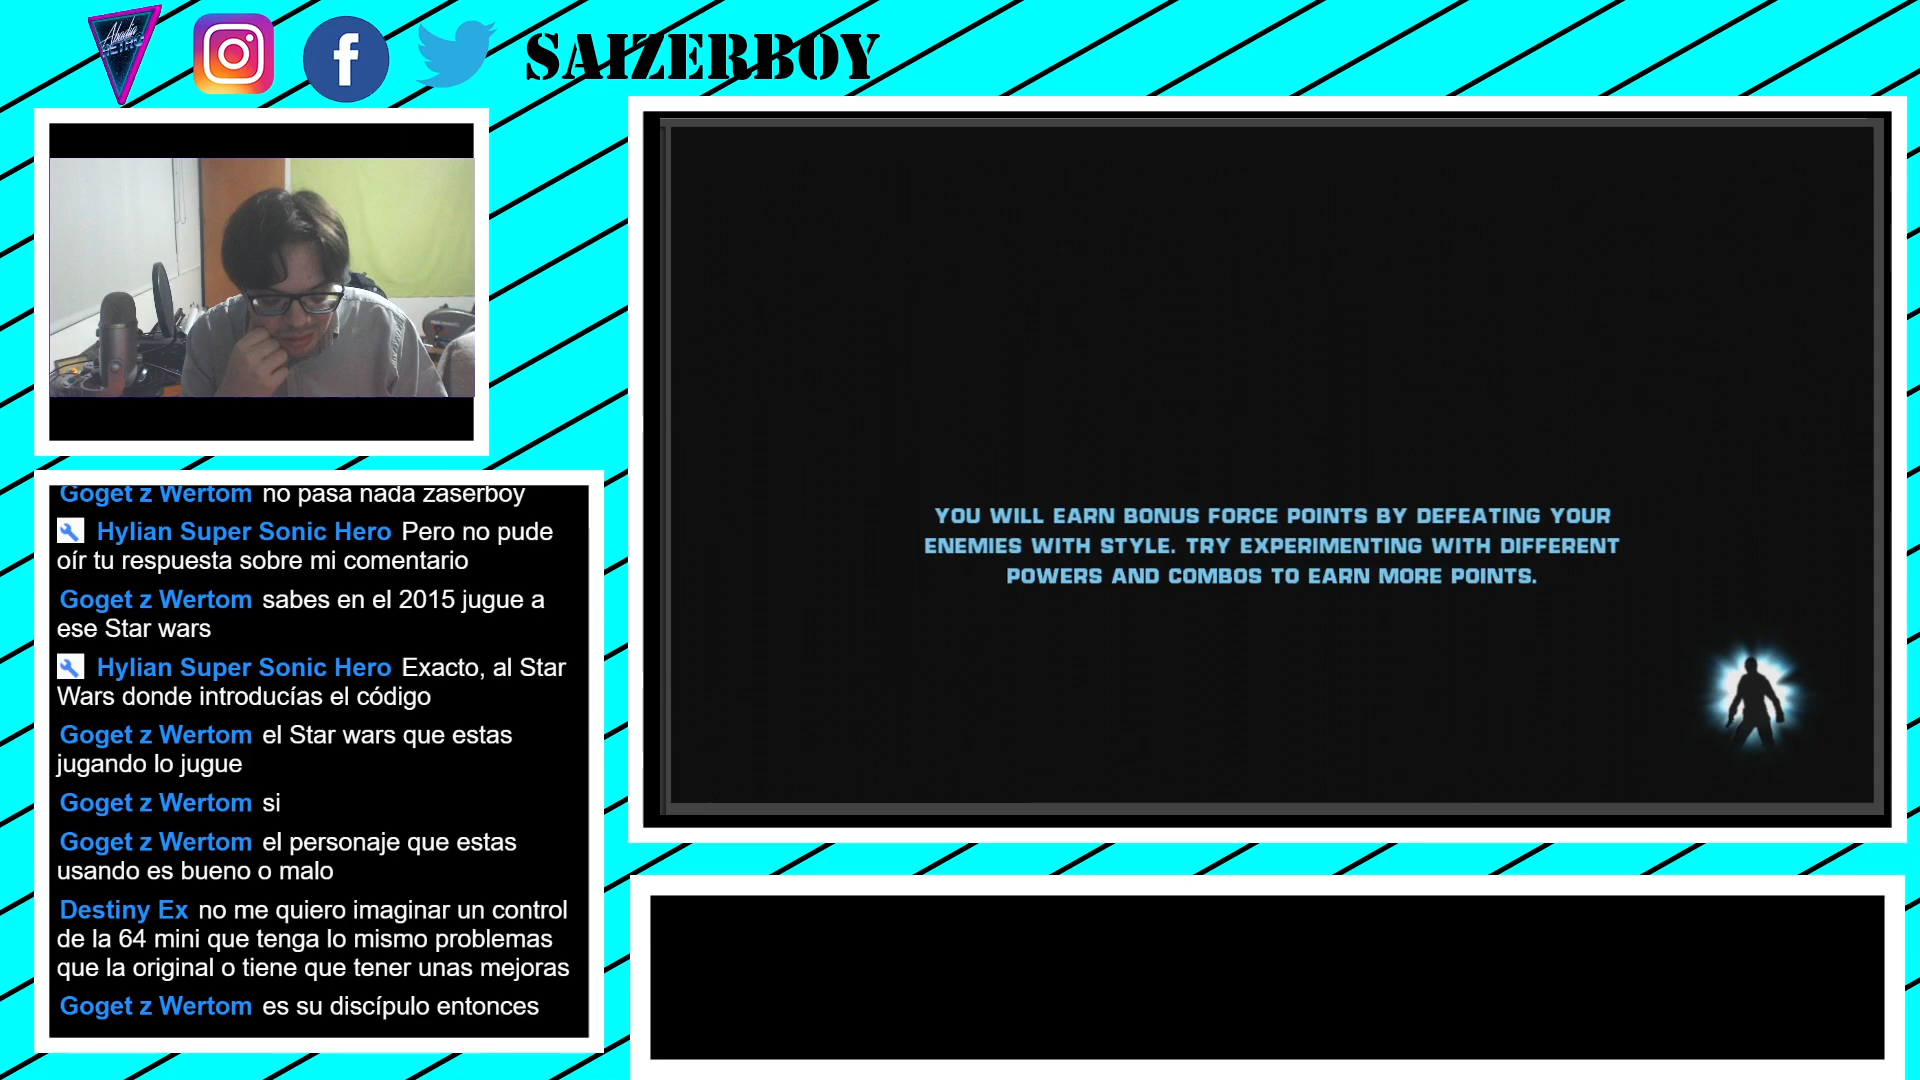 Abadia
RETRO
SAIZERBOY
Goget z Wertom no pasa nada zaserboy
Hylian Super Sonic Hero Pero no pude
oír tu respuesta sobre mi comentario
Goget z Wertom sabes en el 2015 jugue a
ese Star wars
Hylian Super Sonic Hero Exacto, al Star
Wars donde introducías el código
Goget z Wertom el Star wars que estas
jugando lo jugue
Goget z Wertom si
Goget z Wertom el personaje que estas
usando es bueno o malo
Destiny Ex no me quiero imaginar un control
de la 64 mini que tenga lo mismo problemas
que la original o tiene que tener unas mejoras
Goget z Wertom es su discípulo entonces
YOU WILL EARN BONUS FORCE POINTS BY DEFEATING YOUR
ENEMIES WITH STYLE. TRY EXPERIMENTING WITH DIFFERENT
POWERS AND COMBOS TO EARN MORE POINTS.